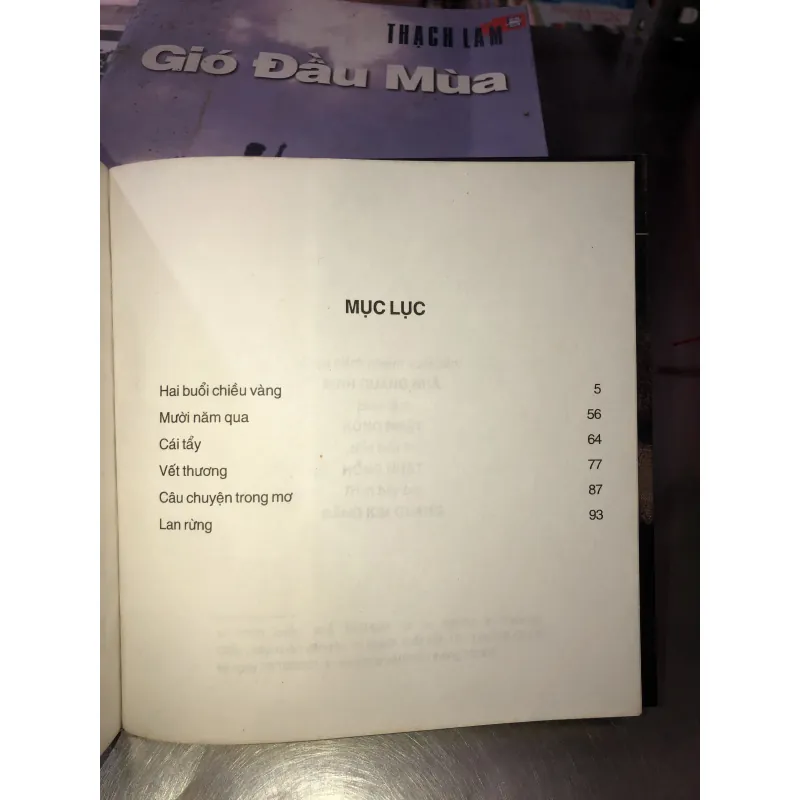 THẠCH LAM
Gió Đầu Mùa
MỤC LỤC
Hai buổi chiều vàng 5
Mười năm qua 56
Cái tẩy 64
Vết thương 77
Câu chuyện trong mơ 87
Lan rừng 93